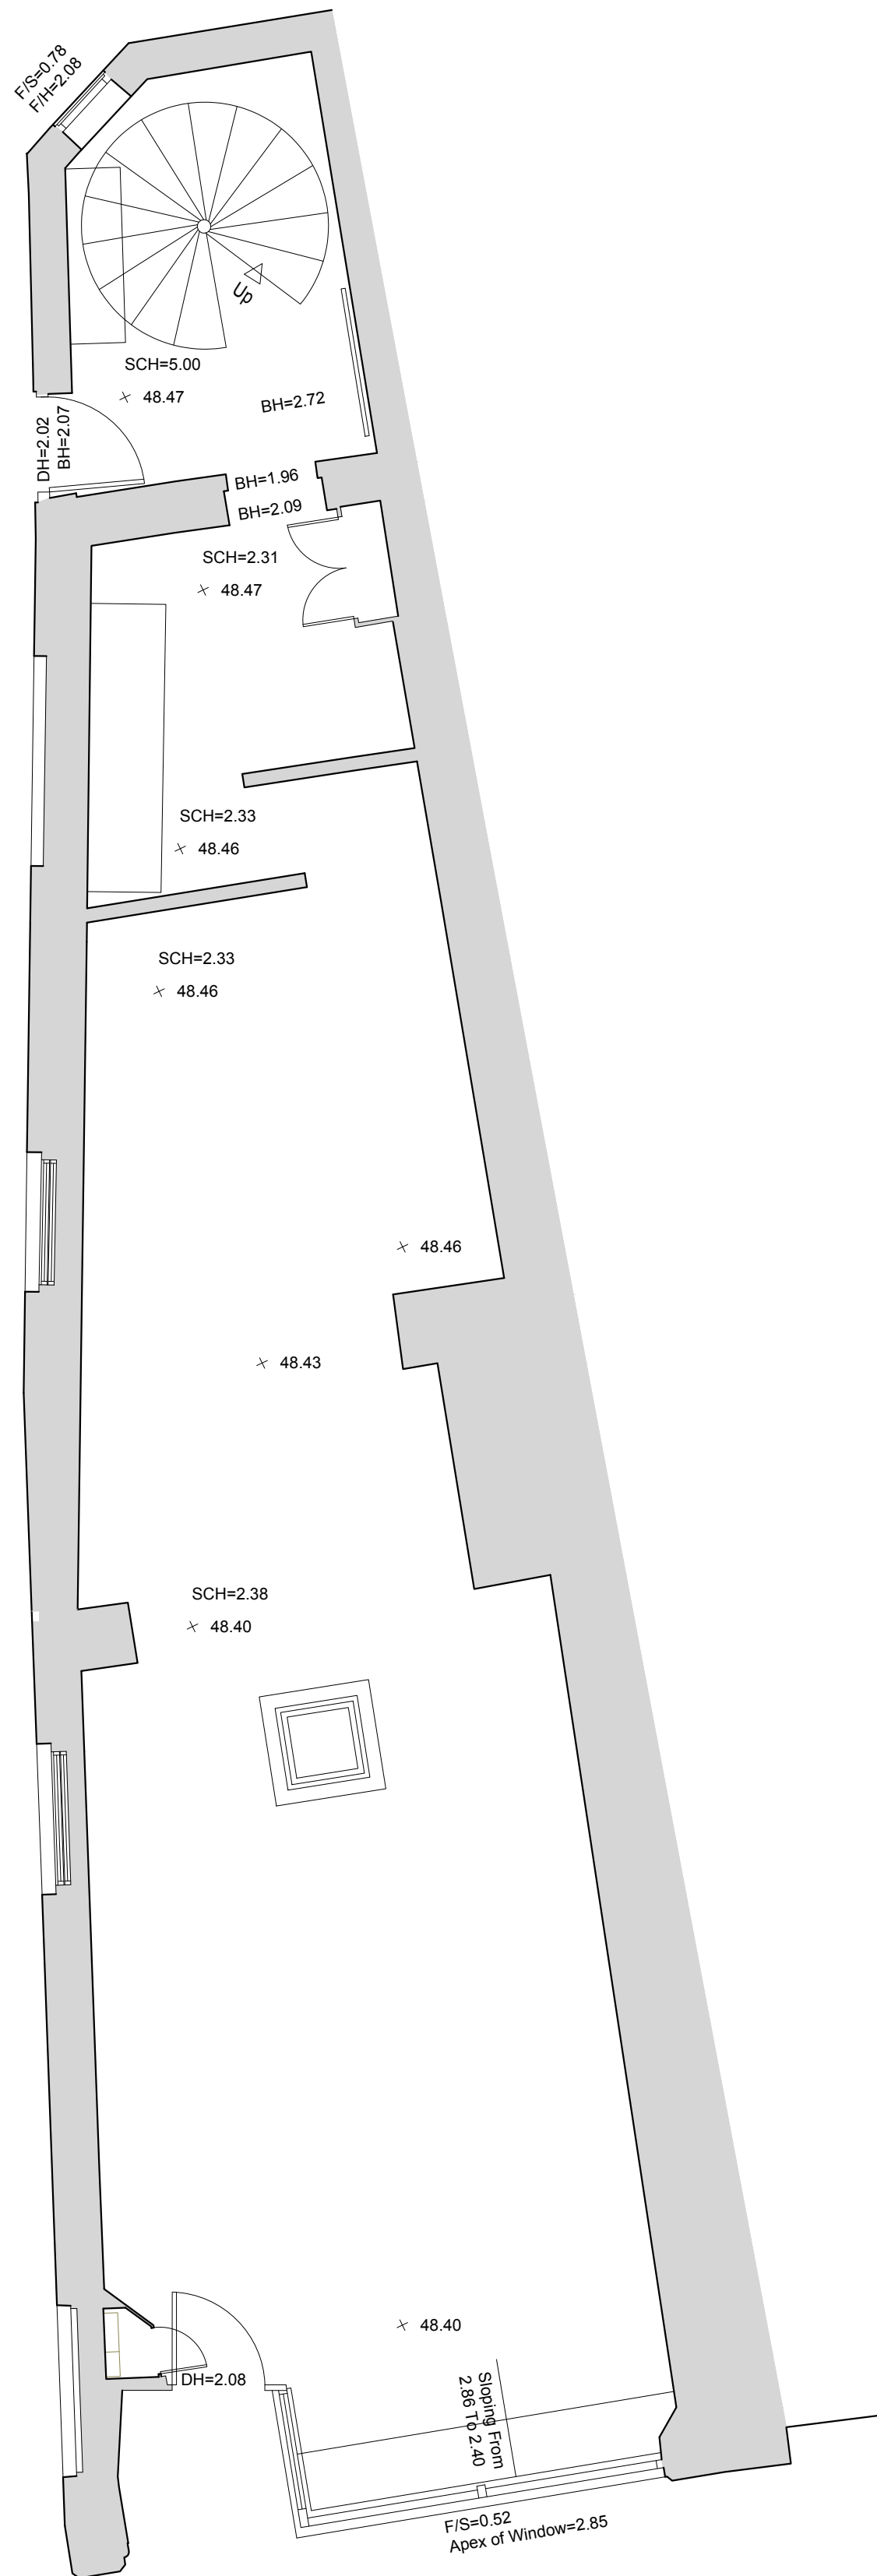 F/S=0.78
F/H=2.08
Up
SCH=5.00
48.47
BH=2.72
DH=2.02
BH=2.07
BH=1.96
BH=2.09
SCH=2.31
48.47
SCH=2.33
48.46
SCH=2.33
48.46
48.46
48.43
SCH=2.38
48.40
48.40
DH=2.08
Sloping From
2.86 To 2.40
F/S=0.52
Apex of Window=2.85